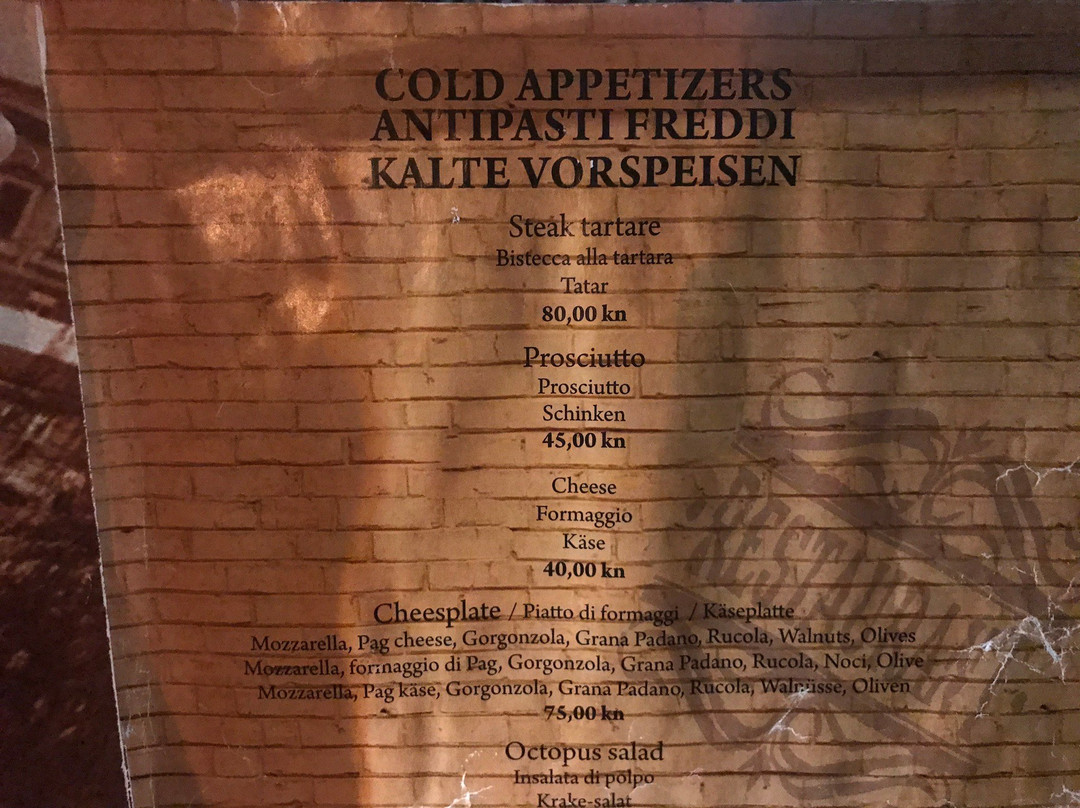 COLD APPETIZERS
ANTIPASTI FREDDI
KALTE VORSPEISEN
Steak tartare
Bistecca alla tartara
Tatar
80,00 kn
Prosciutto
Prosciutto
Schinken
45,00 kn
Cheese
Formaggio
Käse
40,00 kn
Cheesplate / Piatto di formaggi / Käseplatte
Mozzarella, Pag cheese, Gorgonzola, Grana Padano, Rucola, Walnuts, Olives
Mozzarella, formaggio di Pag, Gorgonzola, Grana Padano, Rucola, Noci, Olive
Mozzarella, Pag käse, Gorgonzola, Grana Padano, Rucola, Walnüsse, Oliven
75,00 kn
Octopus salad
Insalata di polpo
Krake-salat